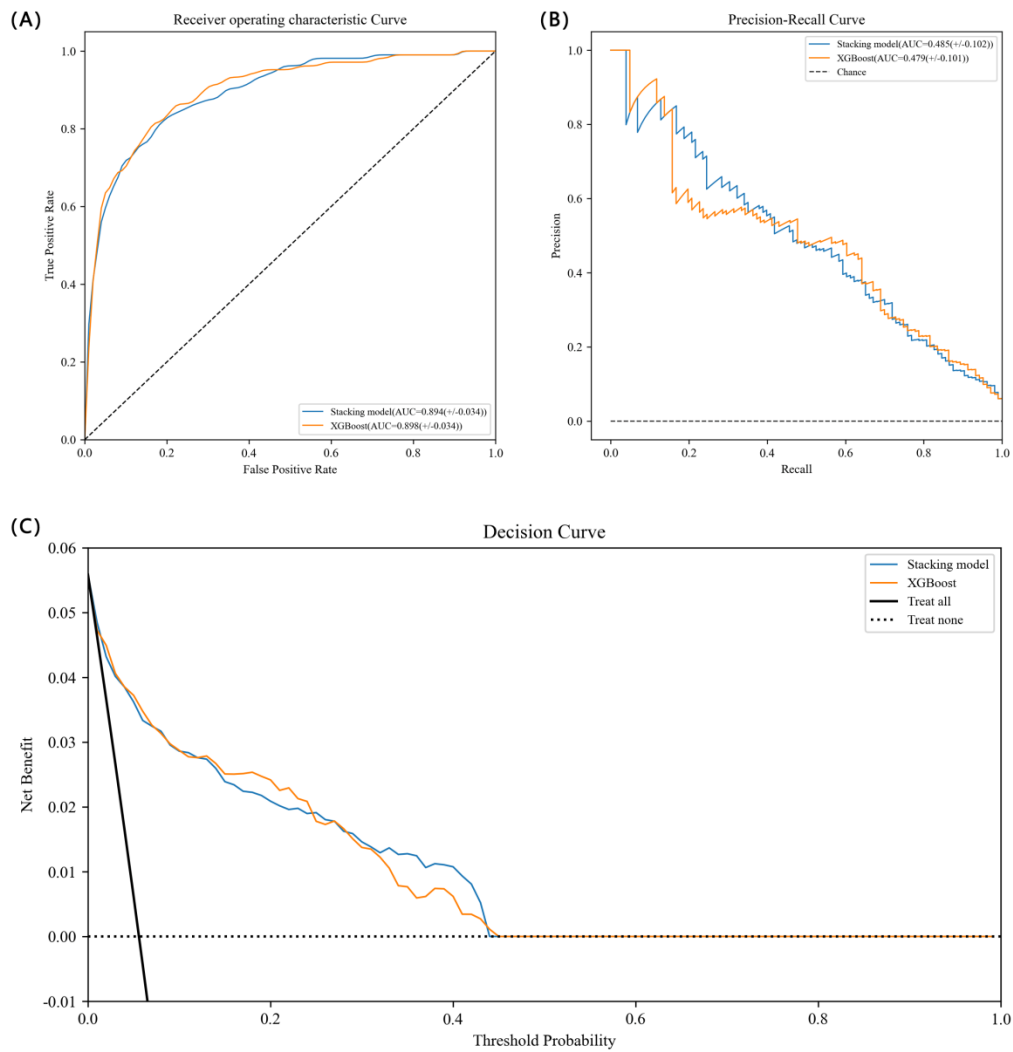 (A)
Receiver operating characteristic Curve
1.0
0.8
0.6
0.4
0.2
0.0
True Positive Rate
Stacking model(AUC=0.894(+/-0.034))
XGBoost(AUC=0.898(+/-0.034))
0.0 0.2 0.4 0.6 0.8 1.0
False Positive Rate
(B)
Precision-Recall Curve
Stacking model(AUC=0.485(+/-0.102))
XGBoost(AUC=0.479(+/-0.101))
Chance
1.0
0.8
0.6
0.4
0.2
0.0
Precision
0.0 0.2 0.4 0.6 0.8 1.0
Recall
(C)
Decision Curve
0.06
0.05
0.04
0.03
0.02
0.01
0.00
-0.01
Net Benefit
Stacking model
XGBoost
Treat all
Treat none
0.0 0.2 0.4 0.6 0.8 1.0
Threshold Probability